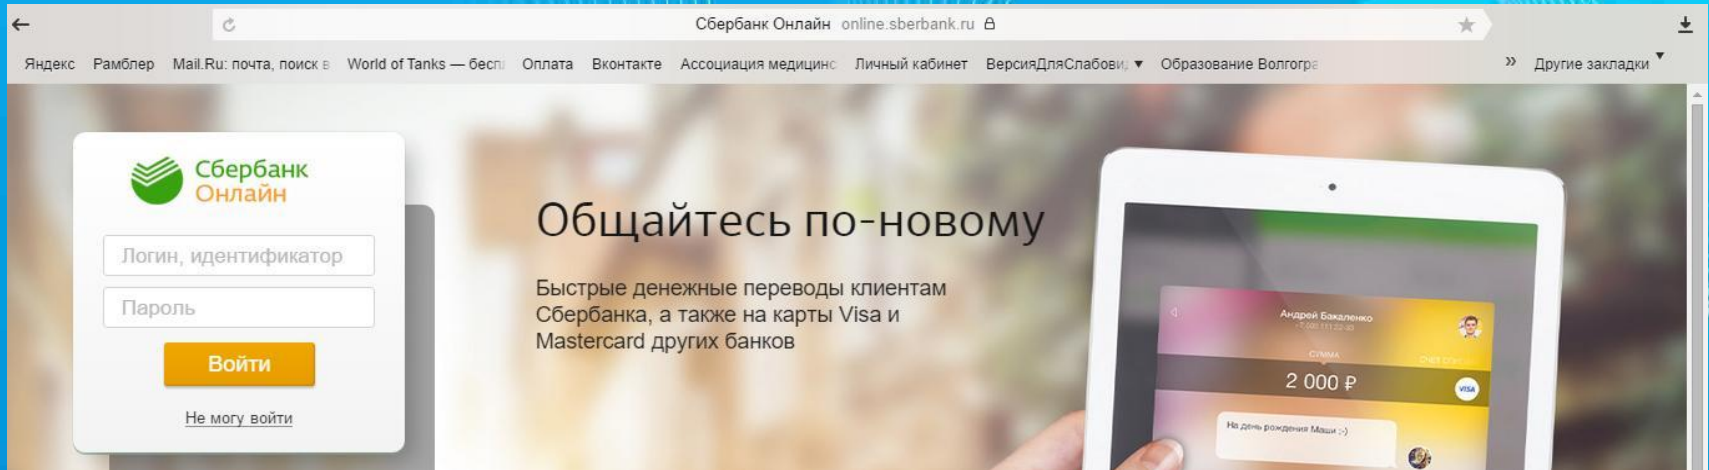 Сбербанк Онлайн online.sberbank.ru
Яндекс Рамблер Mail.Ru: почта, поиск в World of Tanks — бесп Оплата Вконтакте Ассоциация медицинс Личный кабинет ВерсияДляСлабовид Образование Волгогра » Другие закладки
Сбербанк
Онлайн
Логин, идентификатор
Пароль
Войти
Не могу войти
Общайтесь по-новому
Быстрые денежные переводы клиентам
Сбербанка, а также на карты Visa и
Mastercard других банков
Андрей Бакаленко
СУММА
2 000 ₽
VISA
На день рождения Маши ;-)